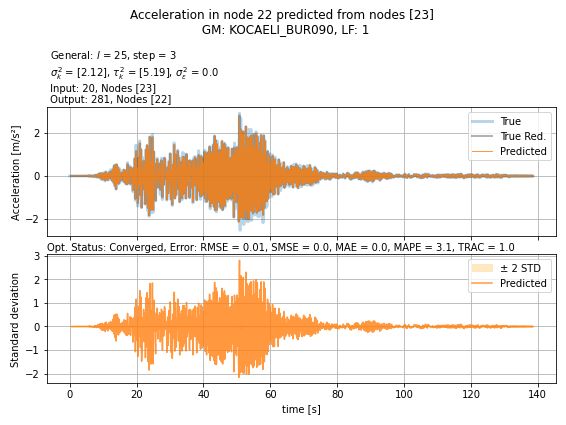 Acceleration in node 22 predicted from nodes [23]
GM: KOCAELI_BUR090, LF: 1
General: l = 25, step = 3
σ²ₖ = [2.12], τ²ₖ = [5.19], σ²ε = 0.0
Input: 20, Nodes [23]
Output: 281, Nodes [22]
True
True Red.
Predicted
Acceleration [m/s²]
2
0
−2
Opt. Status: Converged, Error: RMSE = 0.01, SMSE = 0.0, MAE = 0.0, MAPE = 3.1, TRAC = 1.0
± 2 STD
Predicted
Standard deviation
3
2
1
0
−1
−2
0 20 40 60 80 100 120 140
time [s]